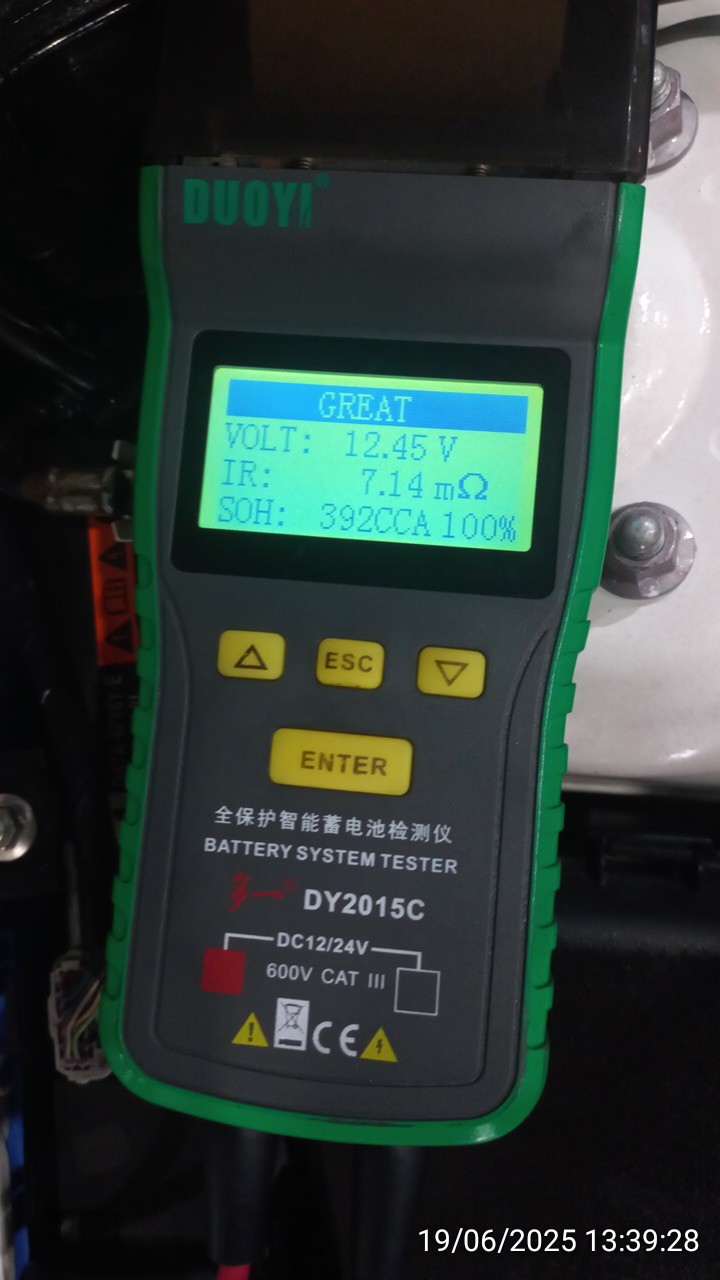 DUOYI®
GREAT
VOLT: 12.45 V
IR: 7.14 mΩ
SOH: 392CCA 100%
ESC
ENTER
全保护智能蓄电池检测仪
BATTERY SYSTEM TESTER
多一® DY2015C
DC12/24V
600V CAT III
CE
19/06/2025 13:39:28